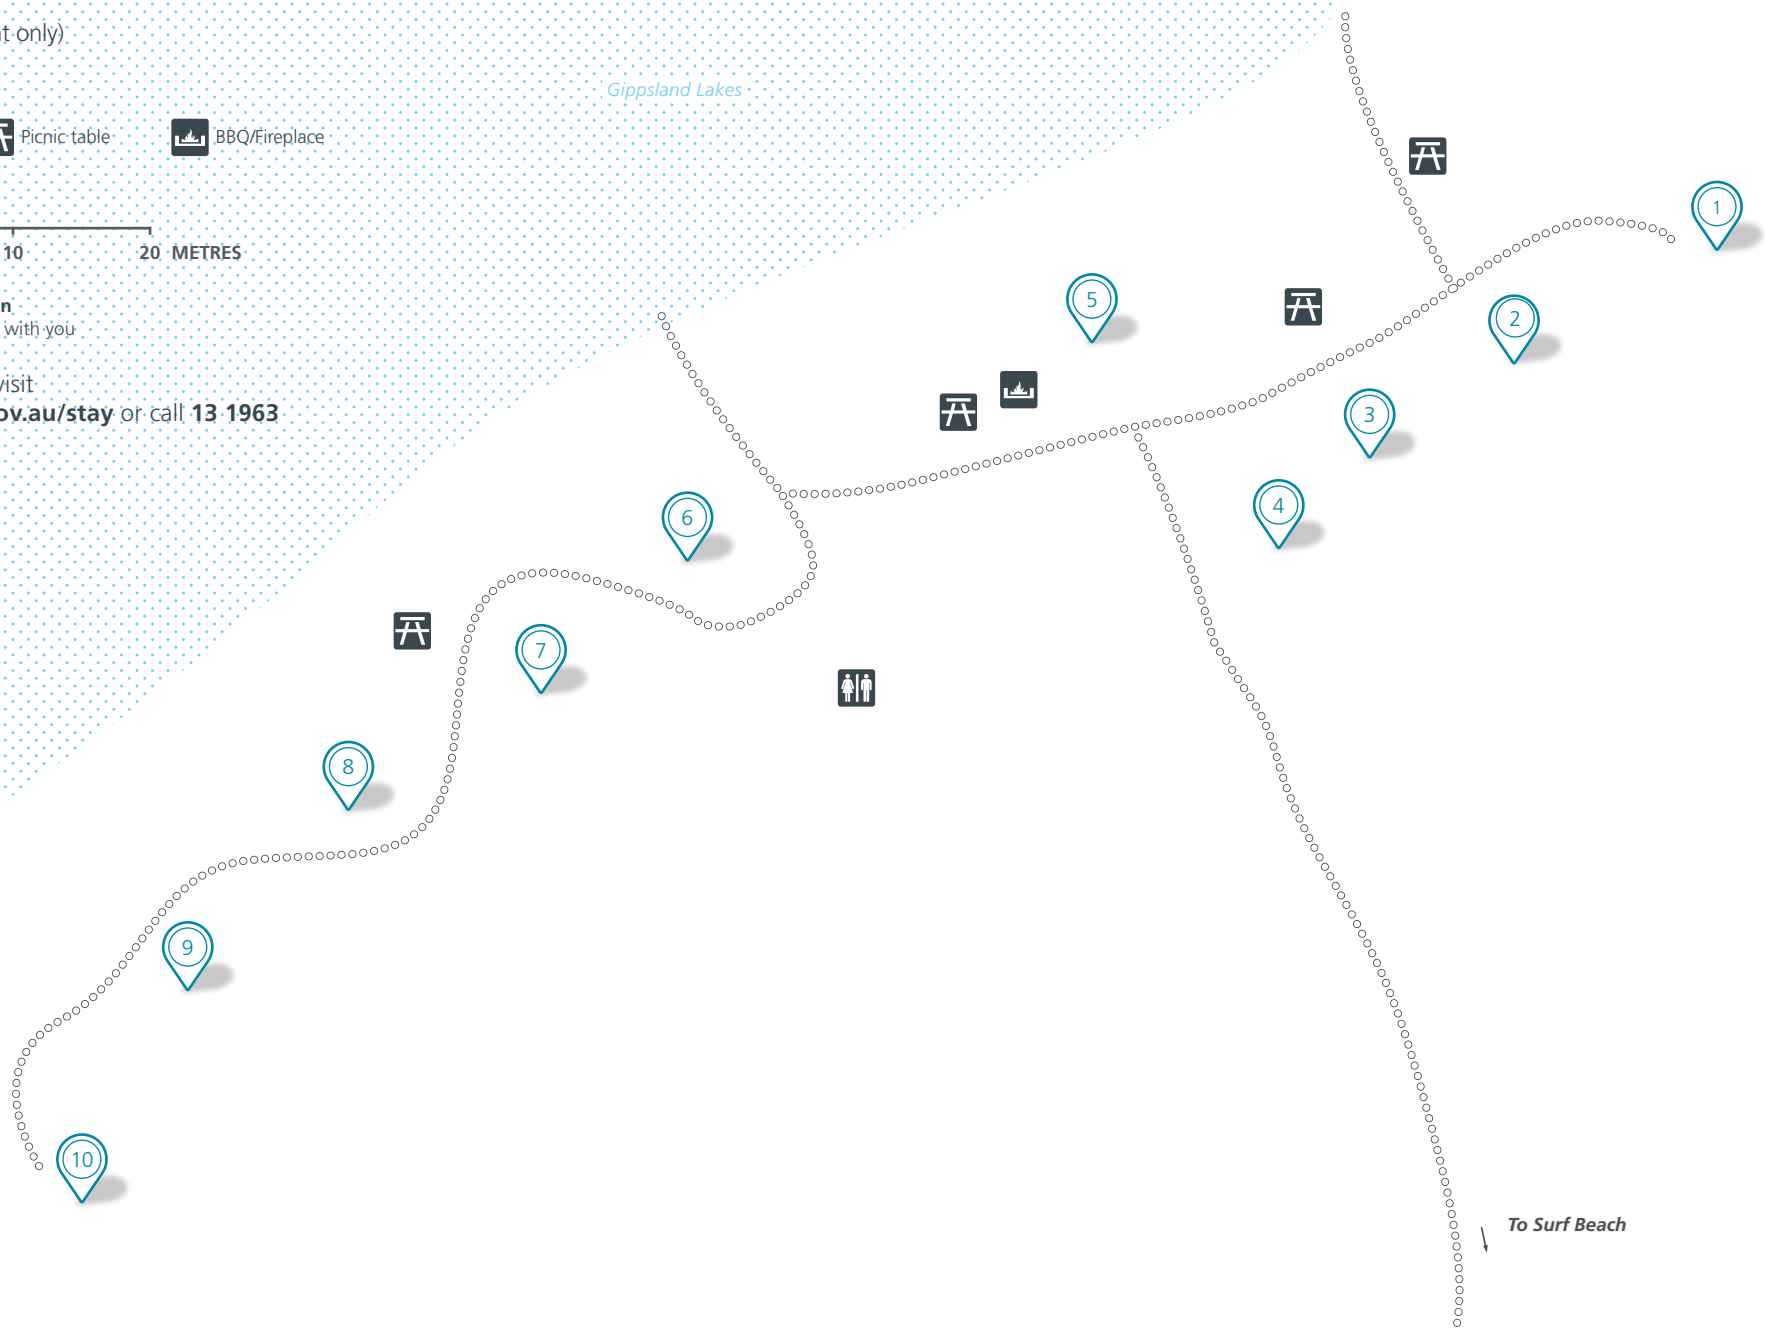 t only)
Gippsland Lakes
Picnic table
BBQ/Fireplace
10 20 METRES
n
with you
visit
ov.au/stay or call 13 1963
1
2
3
4
5
6
7
8
9
10
To Surf Beach